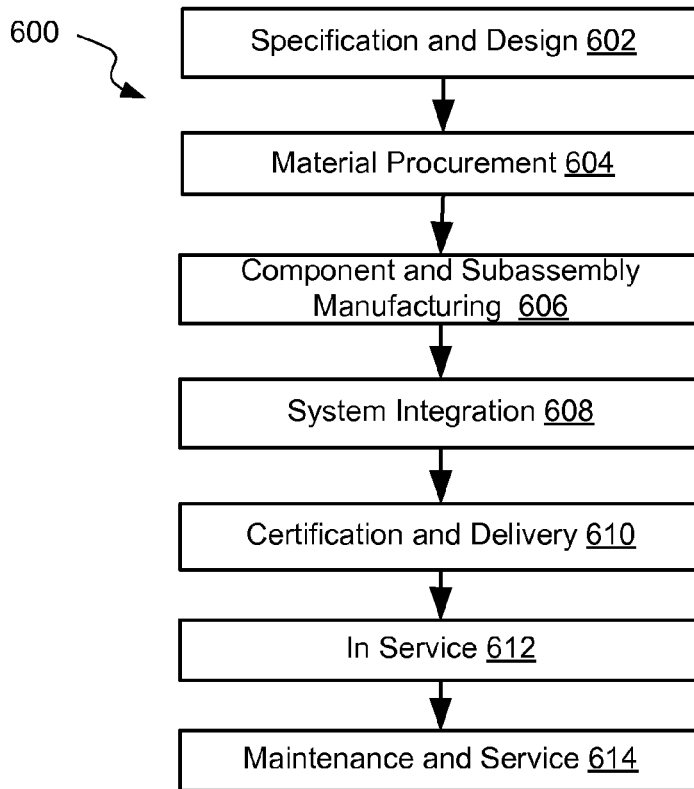 600
Specification and Design 602
Material Procurement 604
Component and Subassembly
Manufacturing 606
System Integration 608
Certification and Delivery 610
In Service 612
Maintenance and Service 614